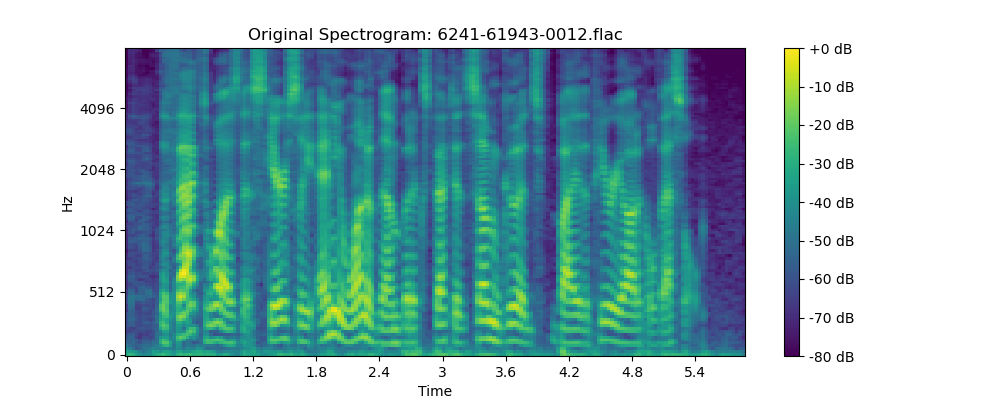 Original Spectrogram: 6241-61943-0012.flac
+0 dB
4096
-10 dB
-20 dB
2048
-30 dB
Hz
1024
-40 dB
-50 dB
512
-60 dB
-70 dB
0
-80 dB
0 0.6 1.2 1.8 2.4 3 3.6 4.2 4.8 5.4
Time